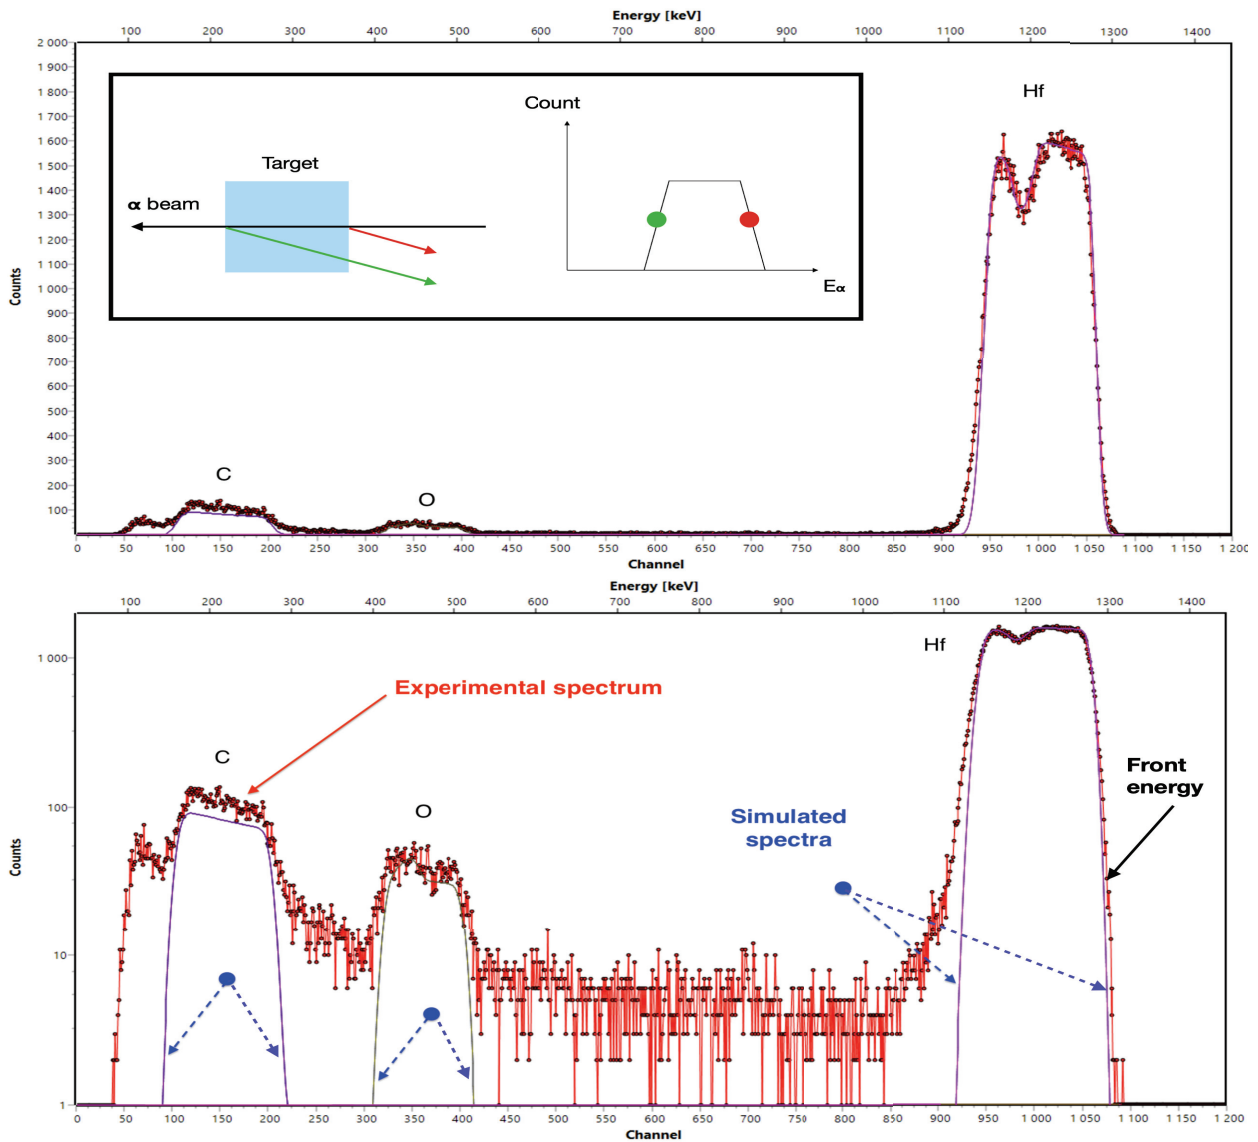 Energy [keV]
100 200 300 400 500 600 700 800 900 1000 1100 1200 1300 1400
2 000
1 900
1 800
1 700
1 600
1 500
1 400
1 300
1 200
1 100
1 000
900
800
700
600
500
400
300
200
100
Counts
Hf
Count
Target
α beam
Eα
C
O
0 50 100 150 200 250 300 350 400 450 500 550 600 650 700 750 800 850 900 950 1 000 1 050 1 100 1 150 1 200
Channel
Energy [keV]
100 200 300 400 500 600 700 800 900 1000 1100 1200 1300 1400
1 000
100
10
1
Counts
Hf
Experimental spectrum
C
O
Front
energy
Simulated
spectra
0 50 100 150 200 250 300 350 400 450 500 550 600 650 700 750 800 850 900 950 1 000 1 050 1 100 1 150 1 200
Channel